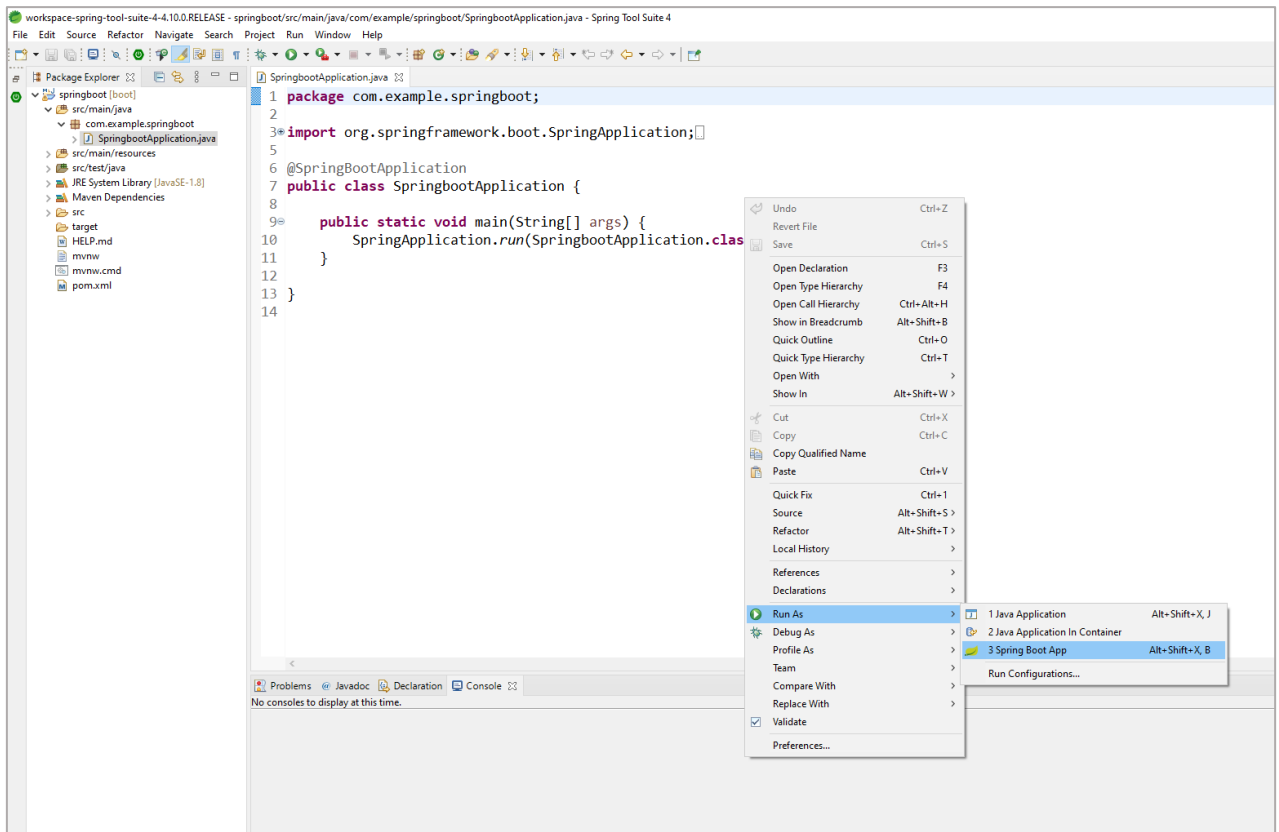 workspace-spring-tool-suite-4-4.10.0.RELEASE - springboot/src/main/java/com/example/springboot/SpringbootApplication.java - Spring Tool Suite 4
File Edit Source Refactor Navigate Search Project Run Window Help
Package Explorer
springboot [boot]
src/main/java
com.example.springboot
SpringbootApplication.java
src/main/resources
src/test/java
JRE System Library [JavaSE-1.8]
Maven Dependencies
src
target
HELP.md
mvnw
mvnw.cmd
pom.xml
SpringbootApplication.java
1 package com.example.springboot;
2
3 import org.springframework.boot.SpringApplication;
5
6 @SpringBootApplication
7 public class SpringbootApplication {
8
9 public static void main(String[] args) {
10 SpringApplication.run(SpringbootApplication.clas
11 }
12
13 }
14
Undo Ctrl+Z
Revert File
Save Ctrl+S
Open Declaration F3
Open Type Hierarchy F4
Open Call Hierarchy Ctrl+Alt+H
Show in Breadcrumb Alt+Shift+B
Quick Outline Ctrl+O
Quick Type Hierarchy Ctrl+T
Open With
Show In Alt+Shift+W
Cut Ctrl+X
Copy Ctrl+C
Copy Qualified Name
Paste Ctrl+V
Quick Fix Ctrl+1
Source Alt+Shift+S
Refactor Alt+Shift+T
Local History
References
Declarations
Run As
Debug As
Profile As
Team
Compare With
Replace With
Validate
Preferences...
1 Java Application Alt+Shift+X, J
2 Java Application In Container
3 Spring Boot App Alt+Shift+X, B
Run Configurations...
Problems @ Javadoc Declaration Console
No consoles to display at this time.